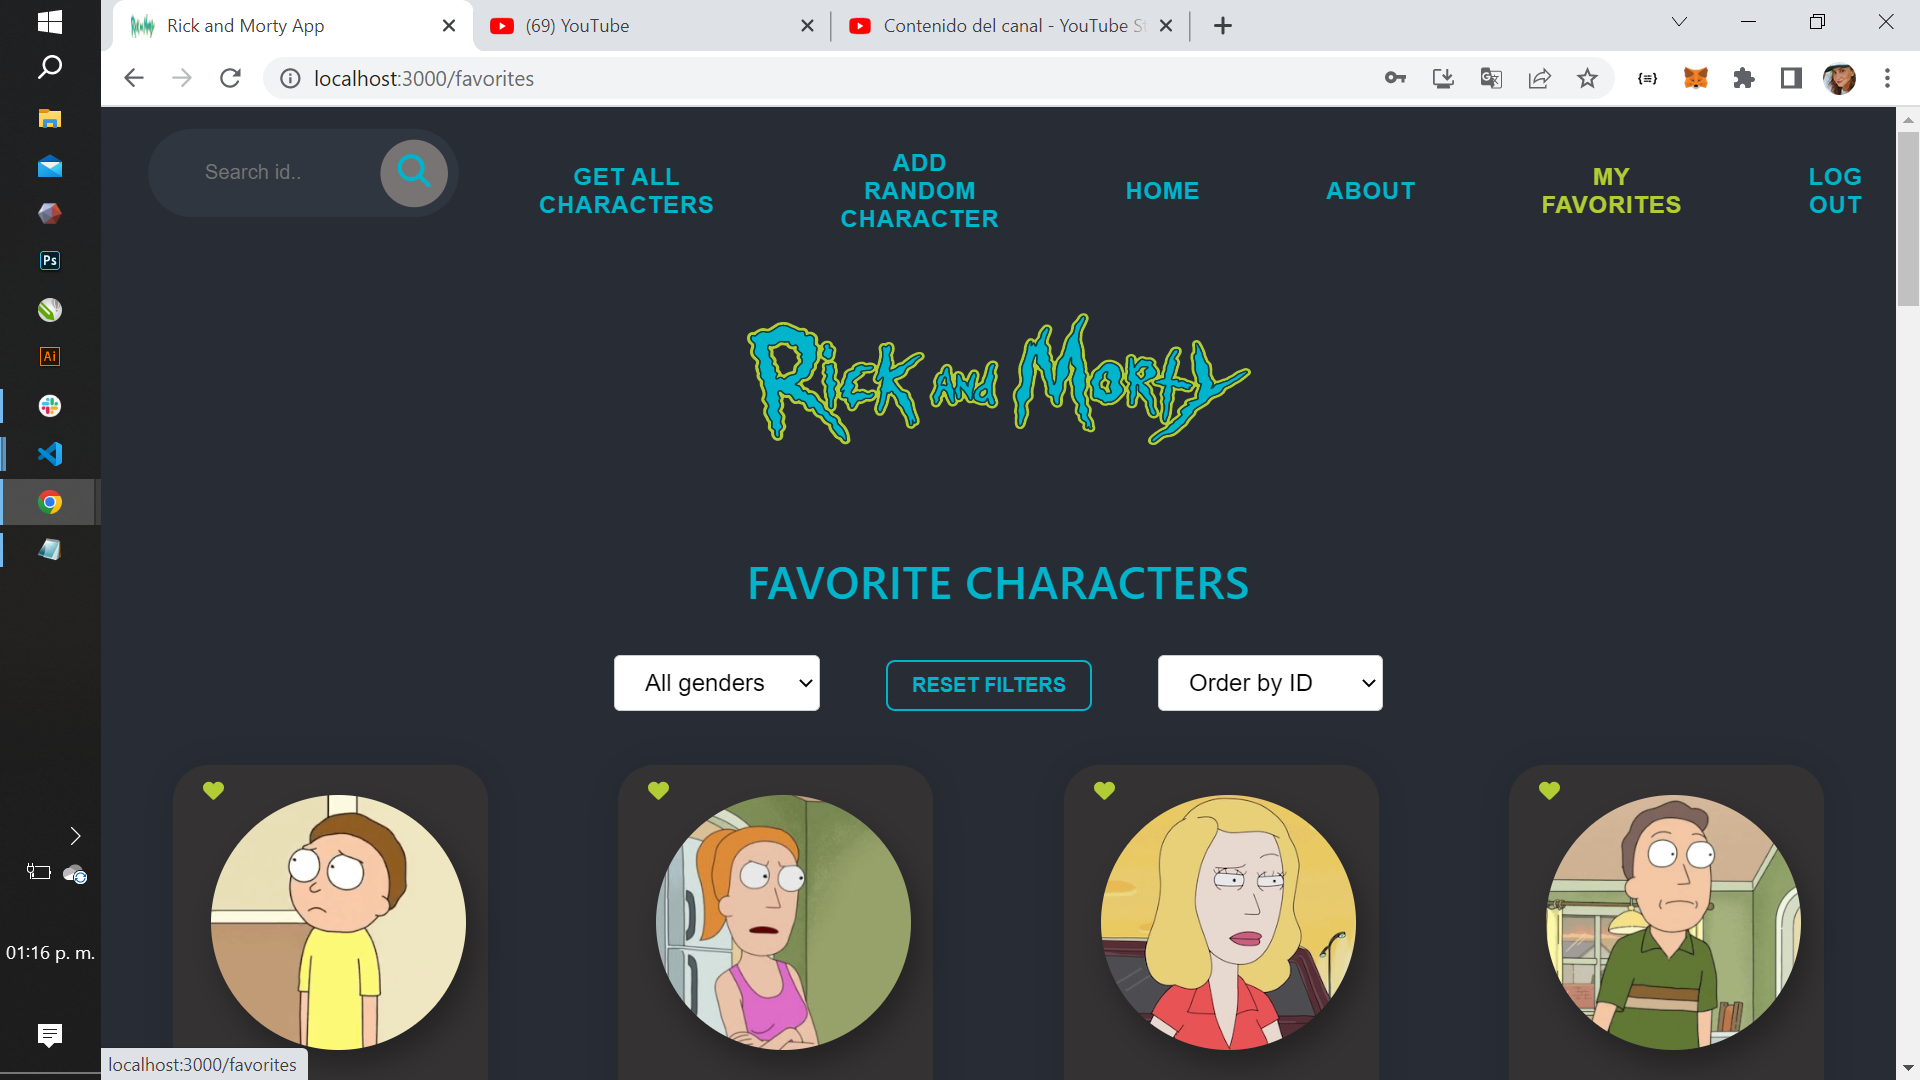 Rick and Morty App
(69) YouTube
Contenido del canal - YouTube St
localhost:3000/favorites
Search id..
GET ALL
CHARACTERS
ADD
RANDOM
CHARACTER
HOME
ABOUT
MY
FAVORITES
LOG
OUT
Rick and Morty
FAVORITE CHARACTERS
All genders
RESET FILTERS
Order by ID
Ps
Ai
01:16 p. m.
localhost:3000/favorites